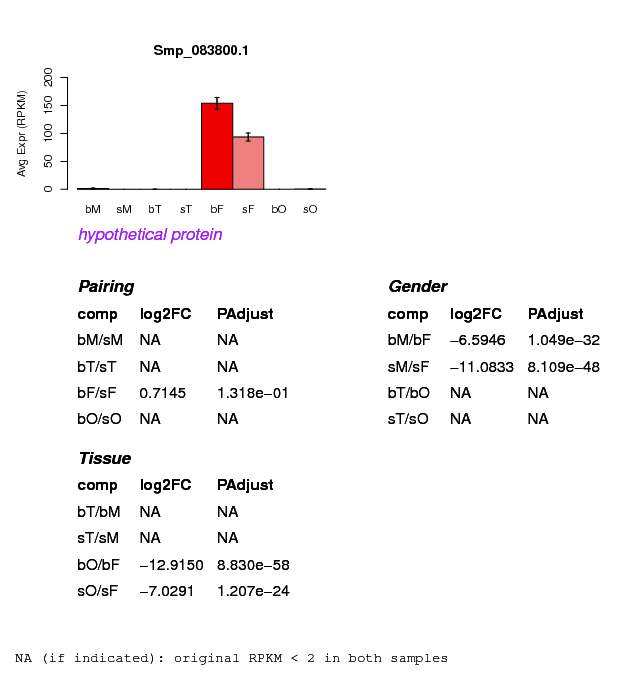 Smp_083800.1
Avg Expr (RPKM)
200
150
100
50
0
bM sM bT sT bF sF bO sO
hypothetical protein
Pairing
comp log2FC PAdjust
bM/sM NA NA
bT/sT NA NA
bF/sF 0.7145 1.318e−01
bO/sO NA NA
Gender
comp log2FC PAdjust
bM/bF −6.5946 1.049e−32
sM/sF −11.0833 8.109e−48
bT/bO NA NA
sT/sO NA NA
Tissue
comp log2FC PAdjust
bT/bM NA NA
sT/sM NA NA
bO/bF −12.9150 8.830e−58
sO/sF −7.0291 1.207e−24
NA (if indicated): original RPKM < 2 in both samples